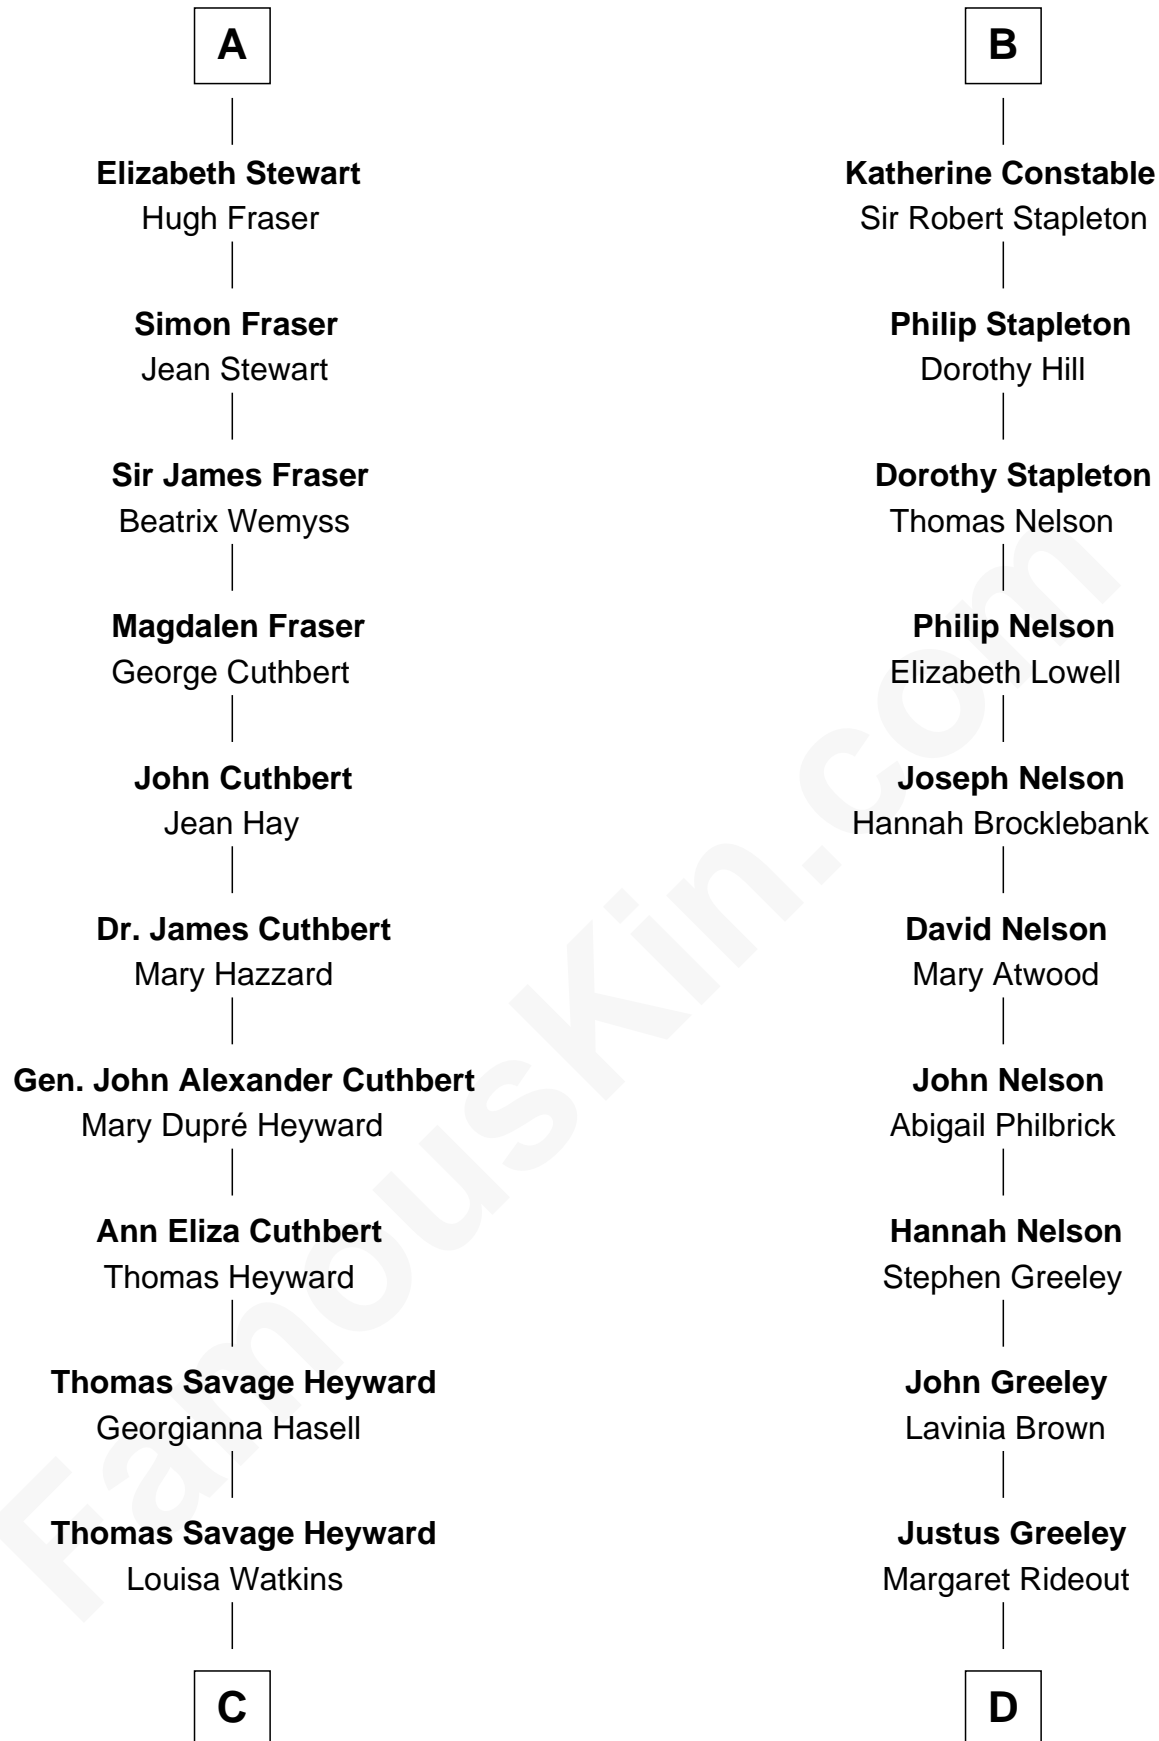 A
Elizabeth Stewart
Hugh Fraser
Simon Fraser
Jean Stewart
Sir James Fraser
Beatrix Wemyss
Magdalen Fraser
George Cuthbert
John Cuthbert
Jean Hay
Dr. James Cuthbert
Mary Hazzard
Gen. John Alexander Cuthbert
Mary Dupré Heyward
Ann Eliza Cuthbert
Thomas Heyward
Thomas Savage Heyward
Georgianna Hasell
Thomas Savage Heyward
Louisa Watkins
C
B
Katherine Constable
Sir Robert Stapleton
Philip Stapleton
Dorothy Hill
Dorothy Stapleton
Thomas Nelson
Philip Nelson
Elizabeth Lowell
Joseph Nelson
Hannah Brocklebank
David Nelson
Mary Atwood
John Nelson
Abigail Philbrick
Hannah Nelson
Stephen Greeley
John Greeley
Lavinia Brown
Justus Greeley
Margaret Rideout
D
FamousKin.com